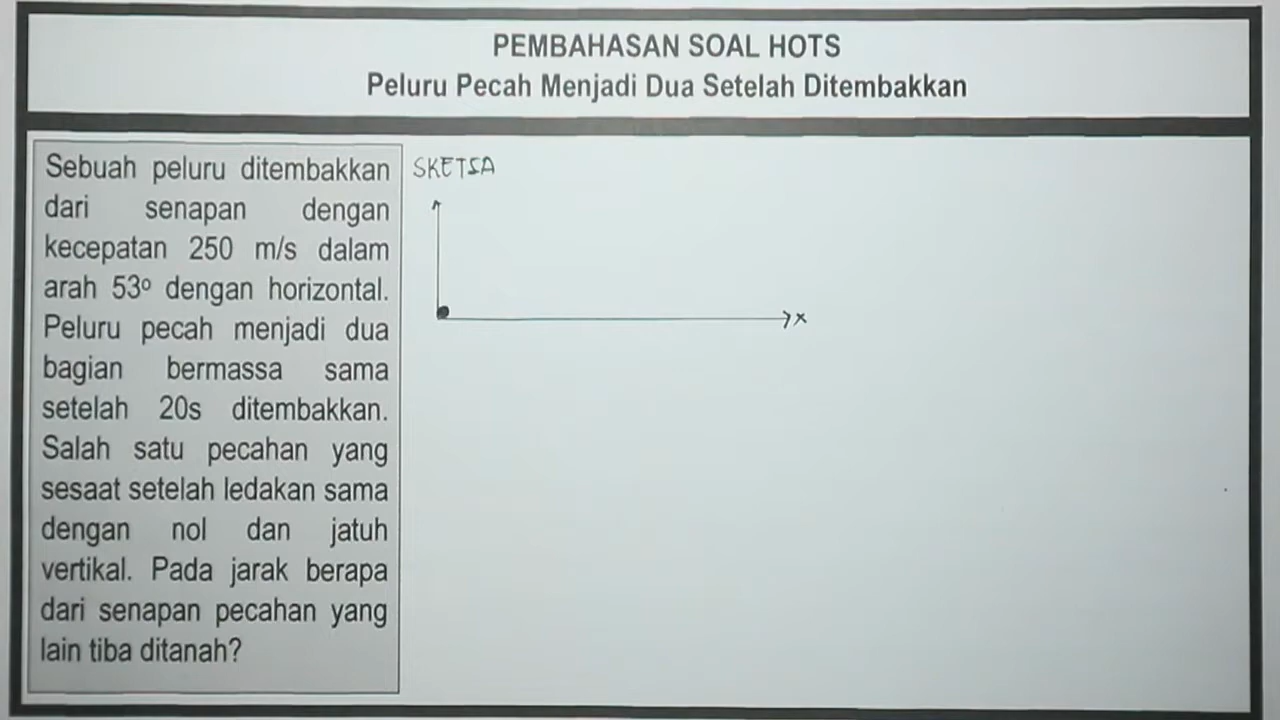 PEMBAHASAN SOAL HOTS
Peluru Pecah Menjadi Dua Setelah Ditembakkan
Sebuah peluru ditembakkan
dari senapan dengan
kecepatan 250 m/s dalam
arah 53º dengan horizontal.
Peluru pecah menjadi dua
bagian bermassa sama
setelah 20s ditembakkan.
Salah satu pecahan yang
sesaat setelah ledakan sama
dengan nol dan jatuh
vertikal. Pada jarak berapa
dari senapan pecahan yang
lain tiba ditanah?
SKETSA
x